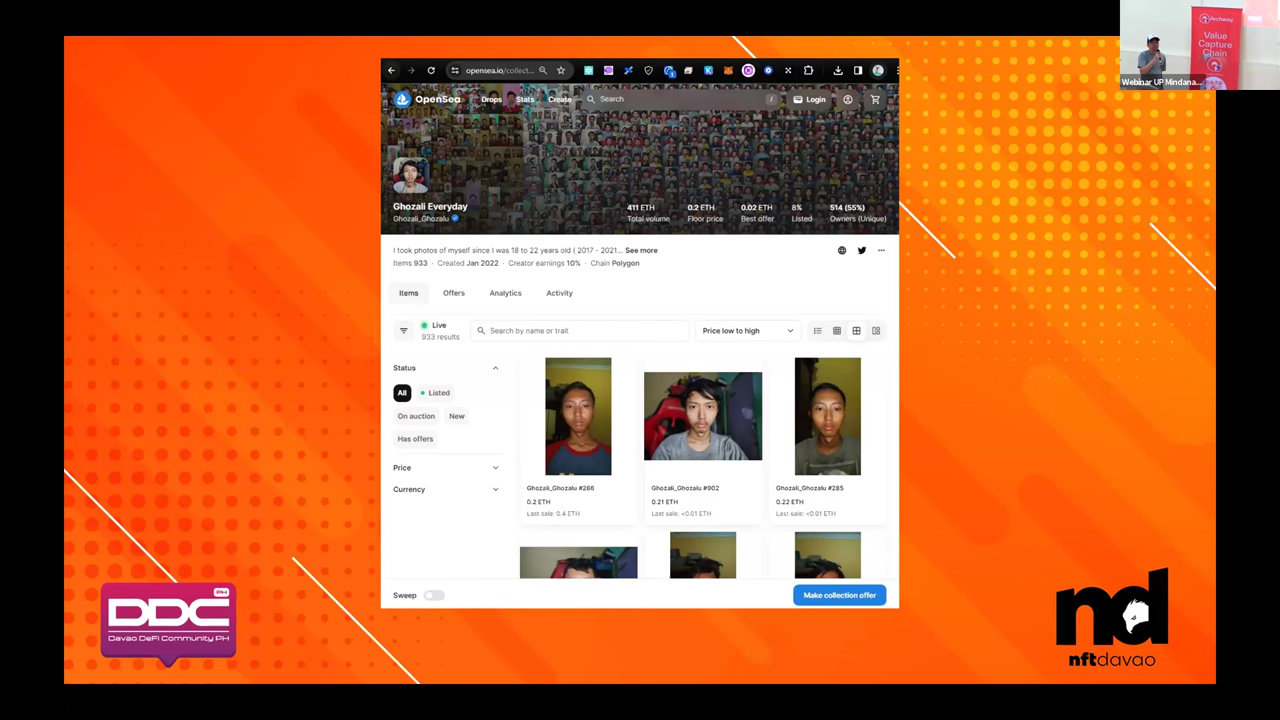 Archway
Value
Capture
Chain
Webinar UP Mindana...
opensea.io/collect...
OpenSea
Drops Stats Create Search / Login
Ghozali Everyday
Ghozali_Ghozalu
411 ETH 0.2 ETH 0.02 ETH 8% 514 (55%)
Total volume Floor price Best offer Listed Owners (Unique)
I took photos of myself since I was 18 to 22 years old ( 2017 - 2021... See more
Items 933 · Created Jan 2022 · Creator earnings 10% · Chain Polygon
Items Offers Analytics Activity
Live
933 results
Search by name or trait
Price low to high
Status
All Listed
On auction New
Has offers
Price
Currency
Ghozali_Ghozalu #266
0.2 ETH
Last sale: 0.4 ETH
Ghozali_Ghozalu #902
0.21 ETH
Last sale: <0.01 ETH
Ghozali_Ghozalu #285
0.22 ETH
Last sale: <0.01 ETH
Sweep
Make collection offer
DDC PH
Davao DeFi Community PH
nd
nftdavao